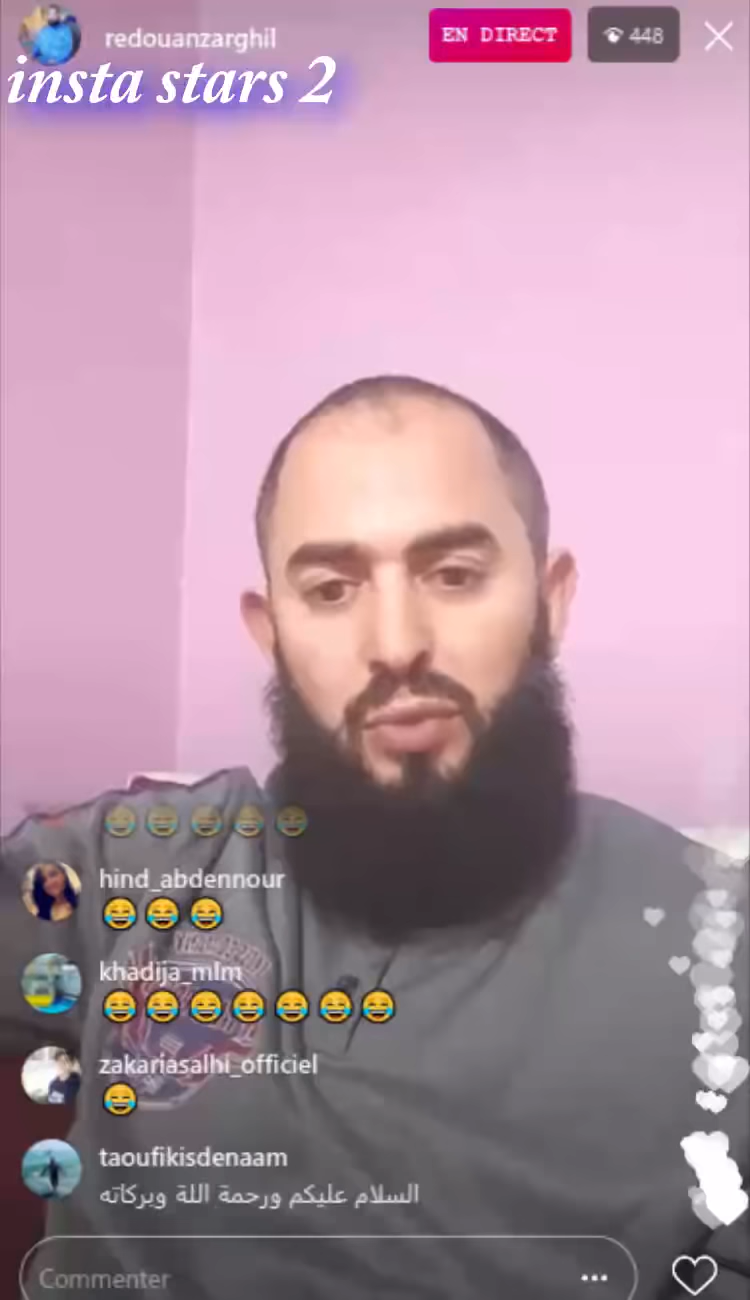 redouanzarghil
EN DIRECT
448
insta stars 2
😂😂😂😂😂
hind_abdennour
😂😂😂
khadija_mlm
😂😂😂😂😂😂😂
zakariasalhi_officiel
😂
taoufikisdenaam
السلام عليكم ورحمة اللة وبركاته
Commenter